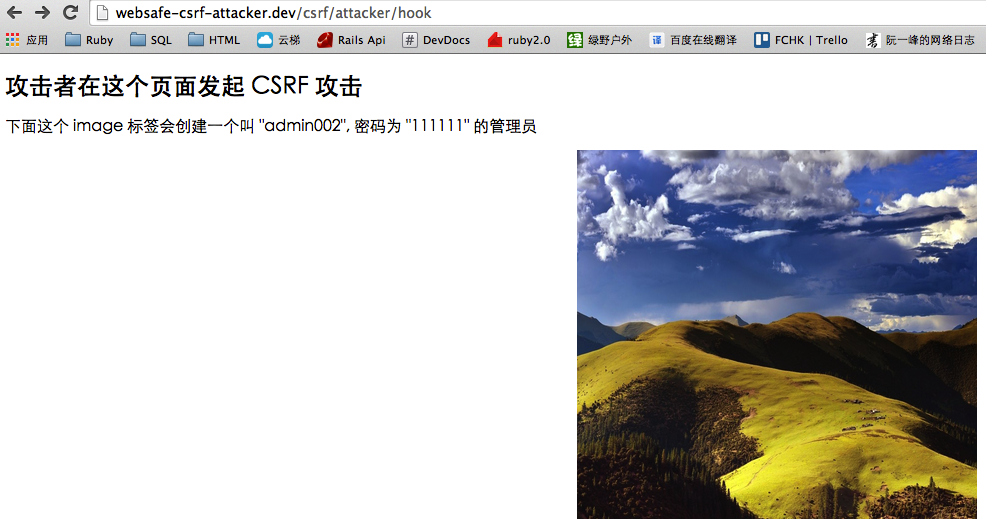 websafe-csrf-attacker.dev/csrf/attacker/hook
应用 Ruby SQL HTML 云梯 Rails Api # DevDocs ruby2.0 绿 绿野户外 译 百度在线翻译 FCHK | Trello 书 阮一峰的网络日志
攻击者在这个页面发起 CSRF 攻击
下面这个 image 标签会创建一个叫 "admin002", 密码为 "111111" 的管理员